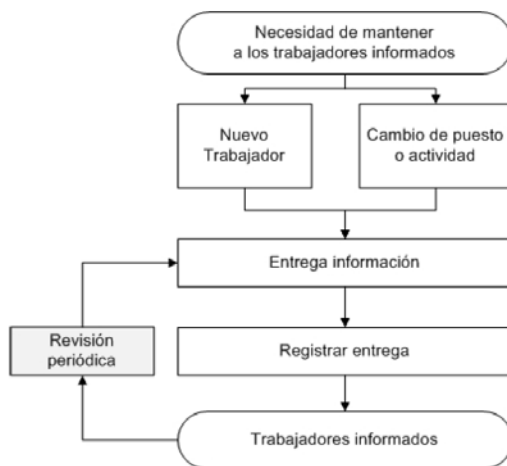 Necesidad de mantener
a los trabajadores informados
Nuevo
Trabajador
Cambio de puesto
o actividad
Entrega información
Revisión
periódica
Registrar entrega
Trabajadores informados